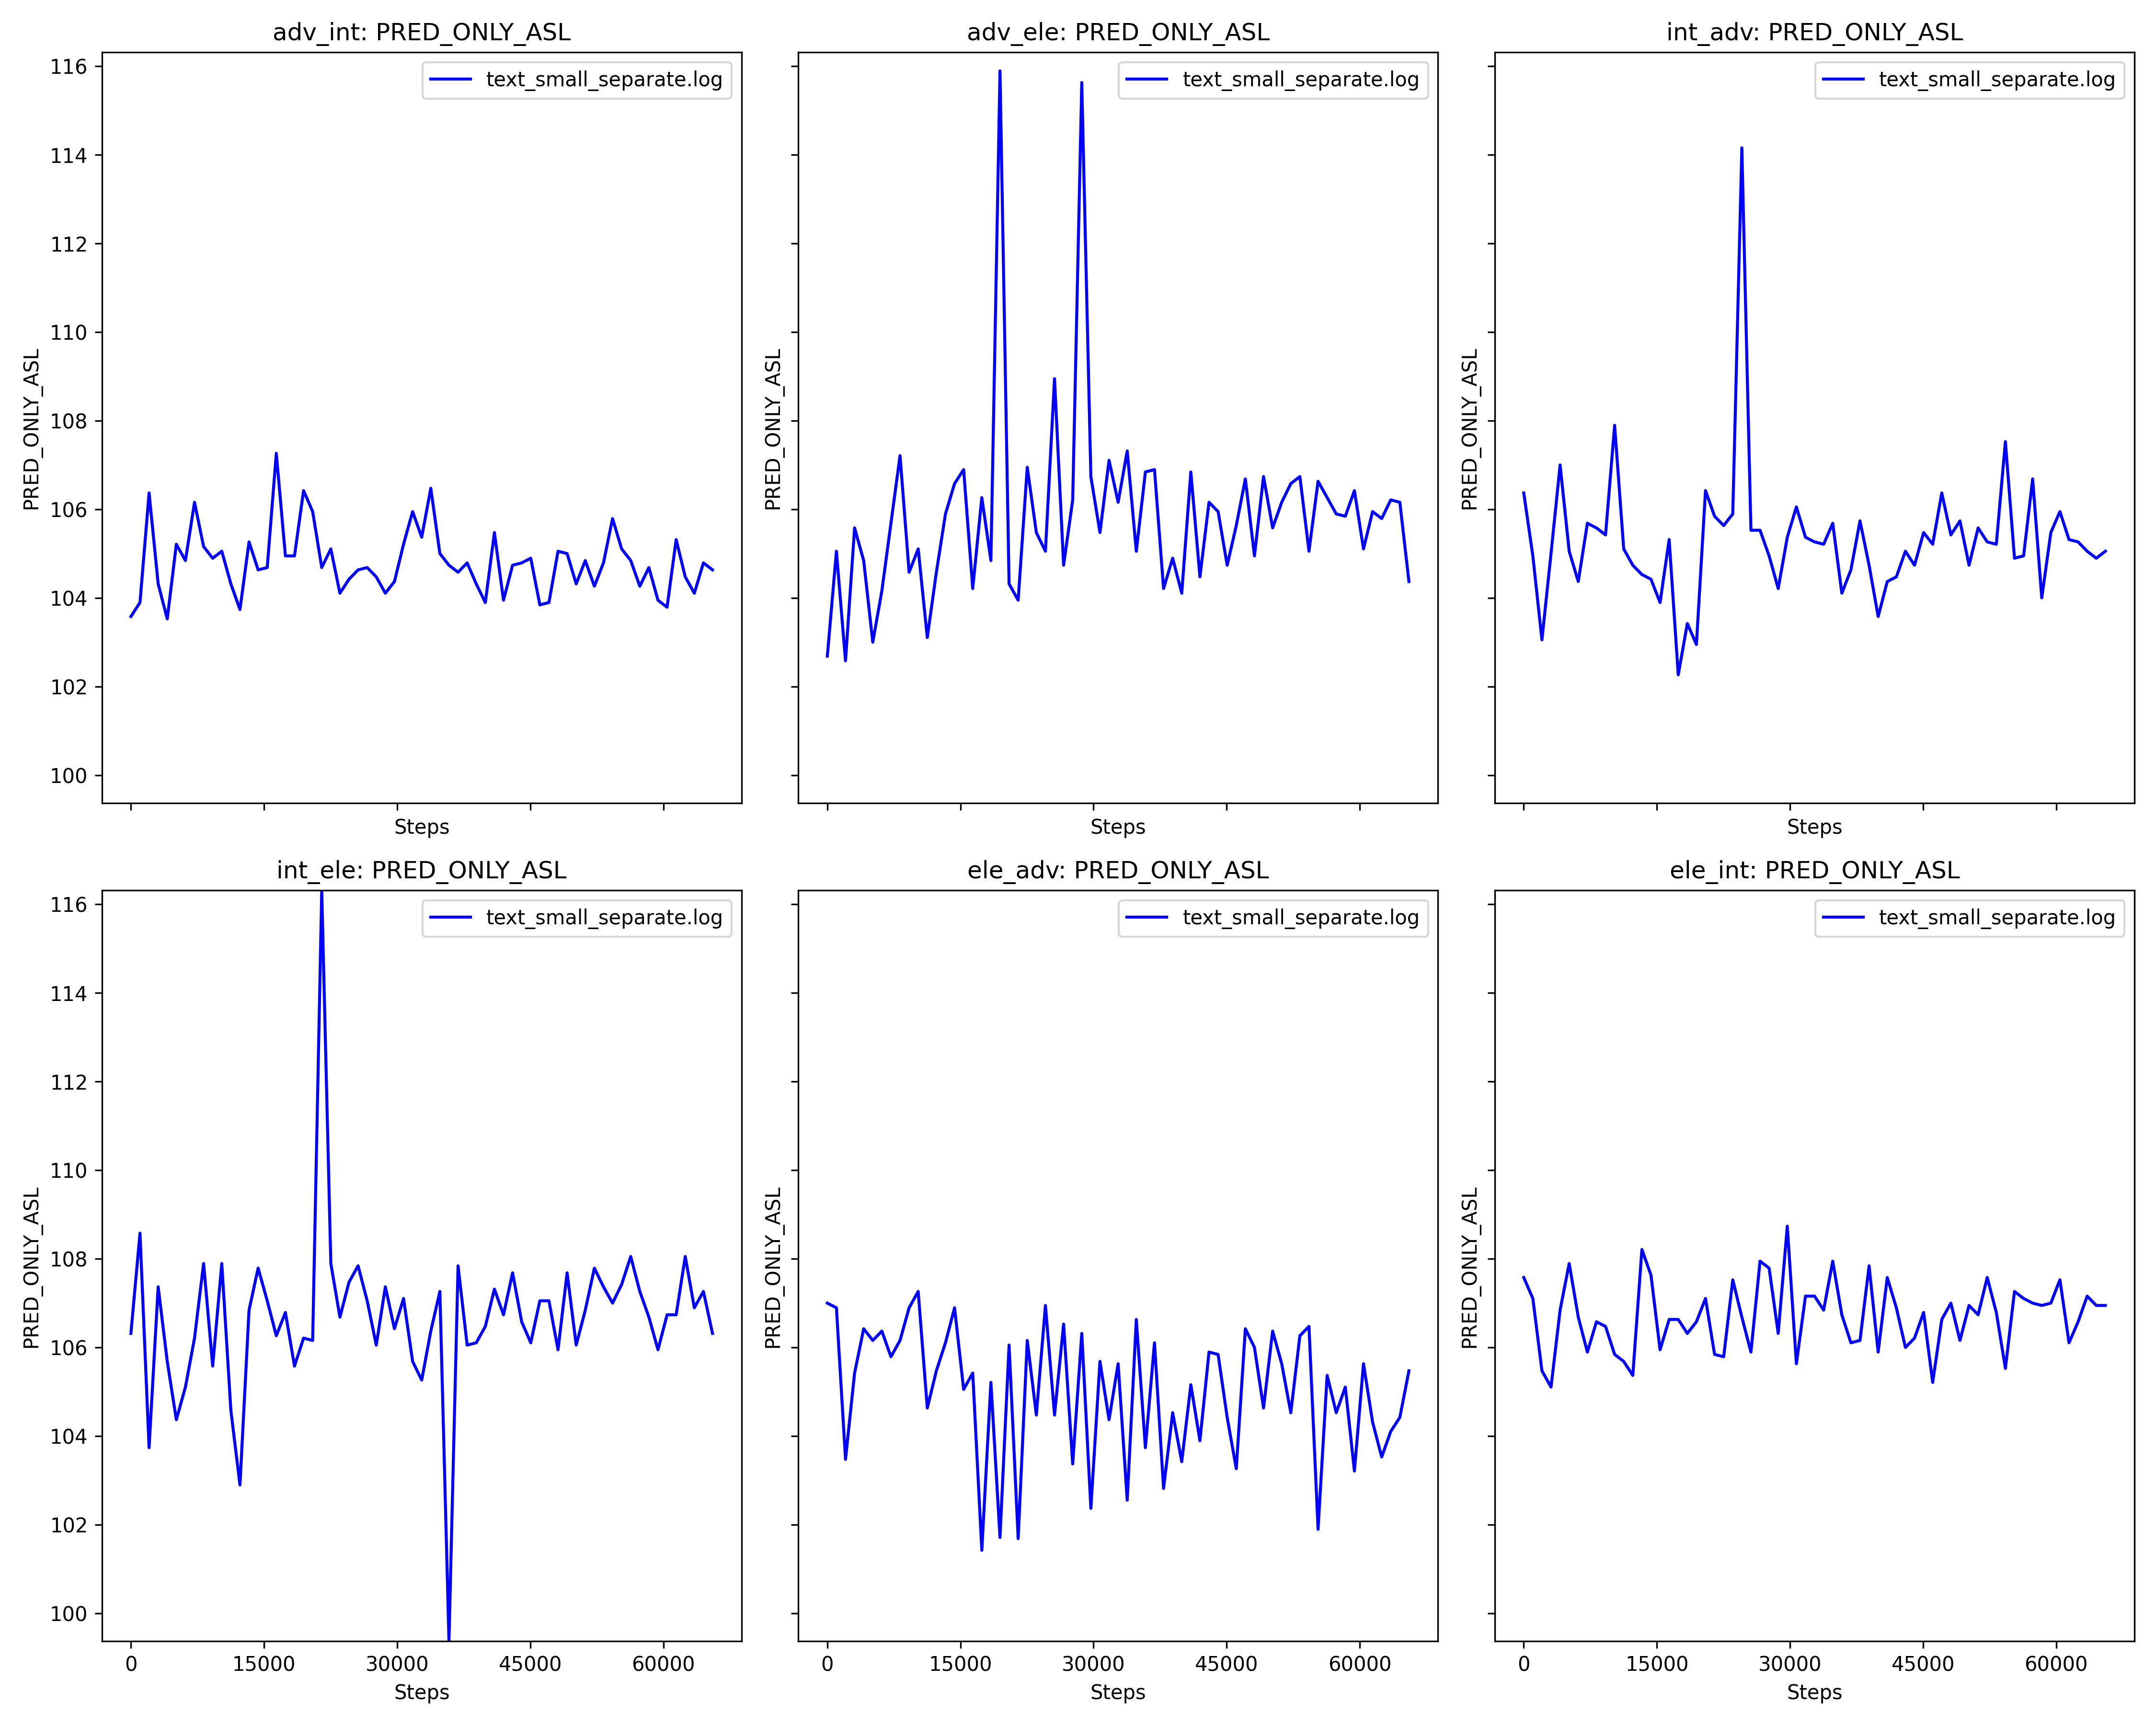 adv_int: PRED_ONLY_ASL
adv_ele: PRED_ONLY_ASL
int_adv: PRED_ONLY_ASL
text_small_separate.log
text_small_separate.log
text_small_separate.log
116
114
112
110
108
106
104
102
100
PRED_ONLY_ASL
PRED_ONLY_ASL
PRED_ONLY_ASL
Steps
Steps
Steps
int_ele: PRED_ONLY_ASL
ele_adv: PRED_ONLY_ASL
ele_int: PRED_ONLY_ASL
text_small_separate.log
text_small_separate.log
text_small_separate.log
116
114
112
110
108
106
104
102
100
PRED_ONLY_ASL
PRED_ONLY_ASL
PRED_ONLY_ASL
0 15000 30000 45000 60000
0 15000 30000 45000 60000
0 15000 30000 45000 60000
Steps
Steps
Steps